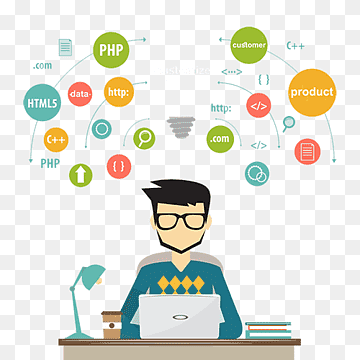 PHP
customer
C++
.com
<···>
{ }
HTML5
-data-
http:
product
http:
</>
C++
.com
</>
PHP
{ }